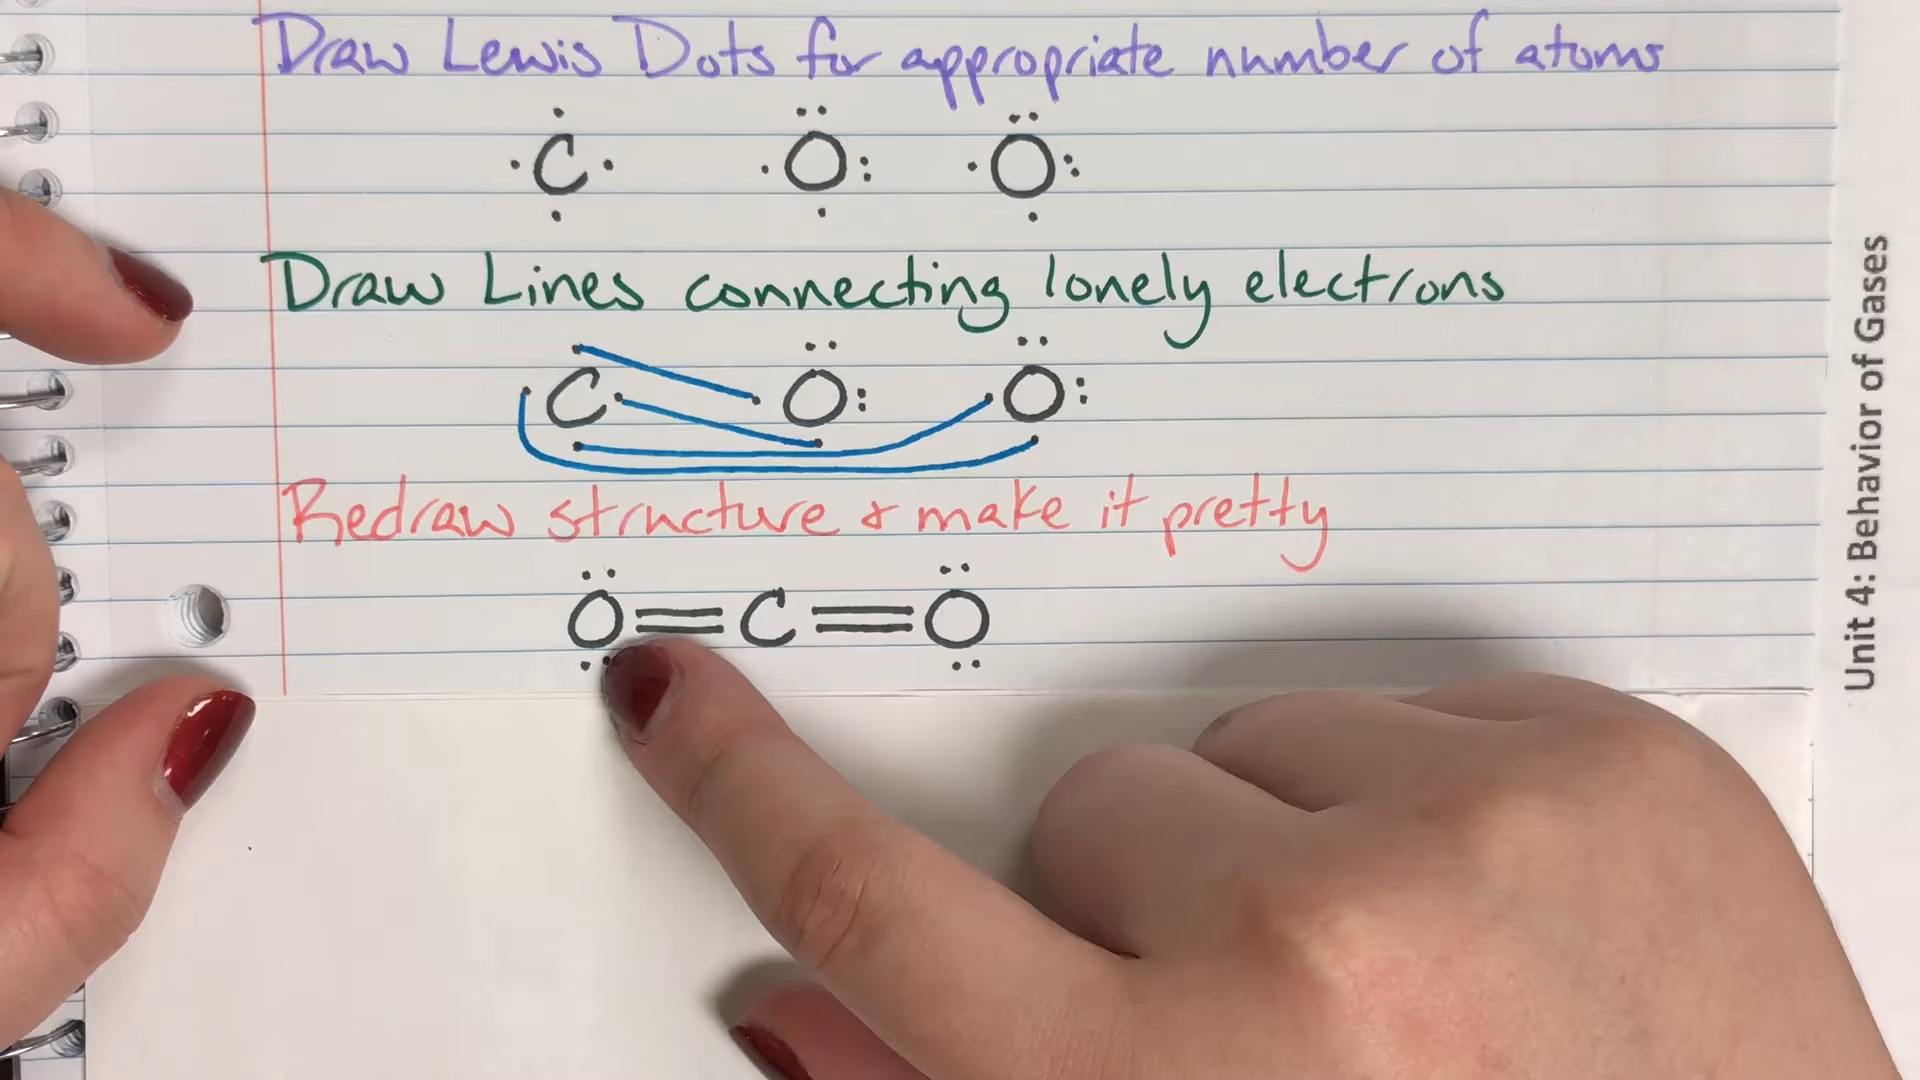 Draw Lewis Dots for appropriate number of atoms
C O O
Draw Lines connecting lonely electrons
C O O
Redraw structure & make it pretty
O=C=O
Unit 4: Behavior of Gases